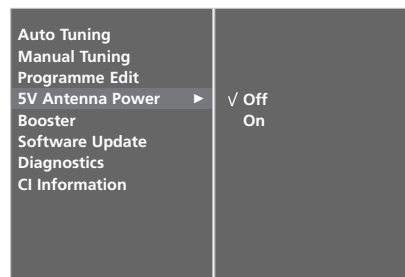 Auto Tuning
Manual Tuning
Programme Edit
5V Antenna Power ►
Booster
Software Update
Diagnostics
CI Information
√ Off
On